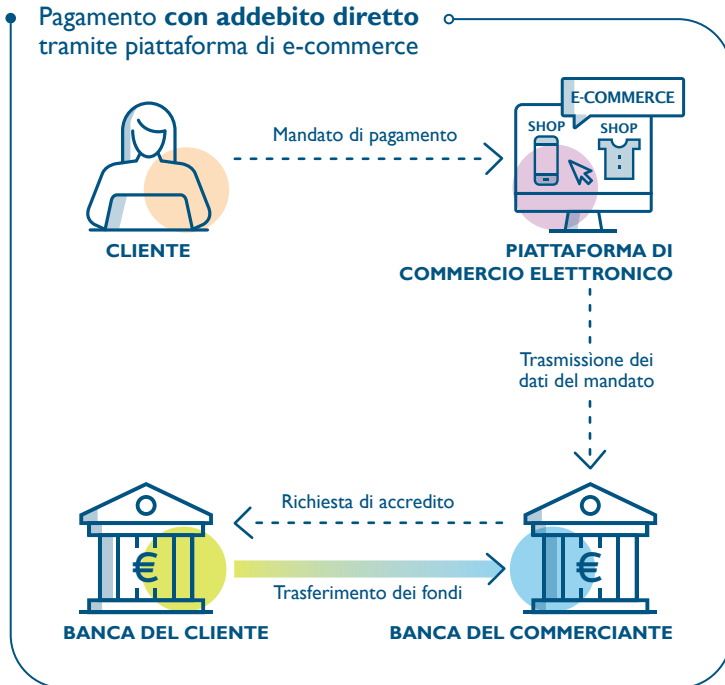 Pagamento con addebito diretto
tramite piattaforma di e-commerce
E-COMMERCE
SHOP
SHOP
Mandato di pagamento
CLIENTE
PIATTAFORMA DI
COMMERCIO ELETTRONICO
Trasmissione dei
dati del mandato
Richiesta di accredito
€
€
Trasferimento dei fondi
BANCA DEL CLIENTE
BANCA DEL COMMERCIANTE